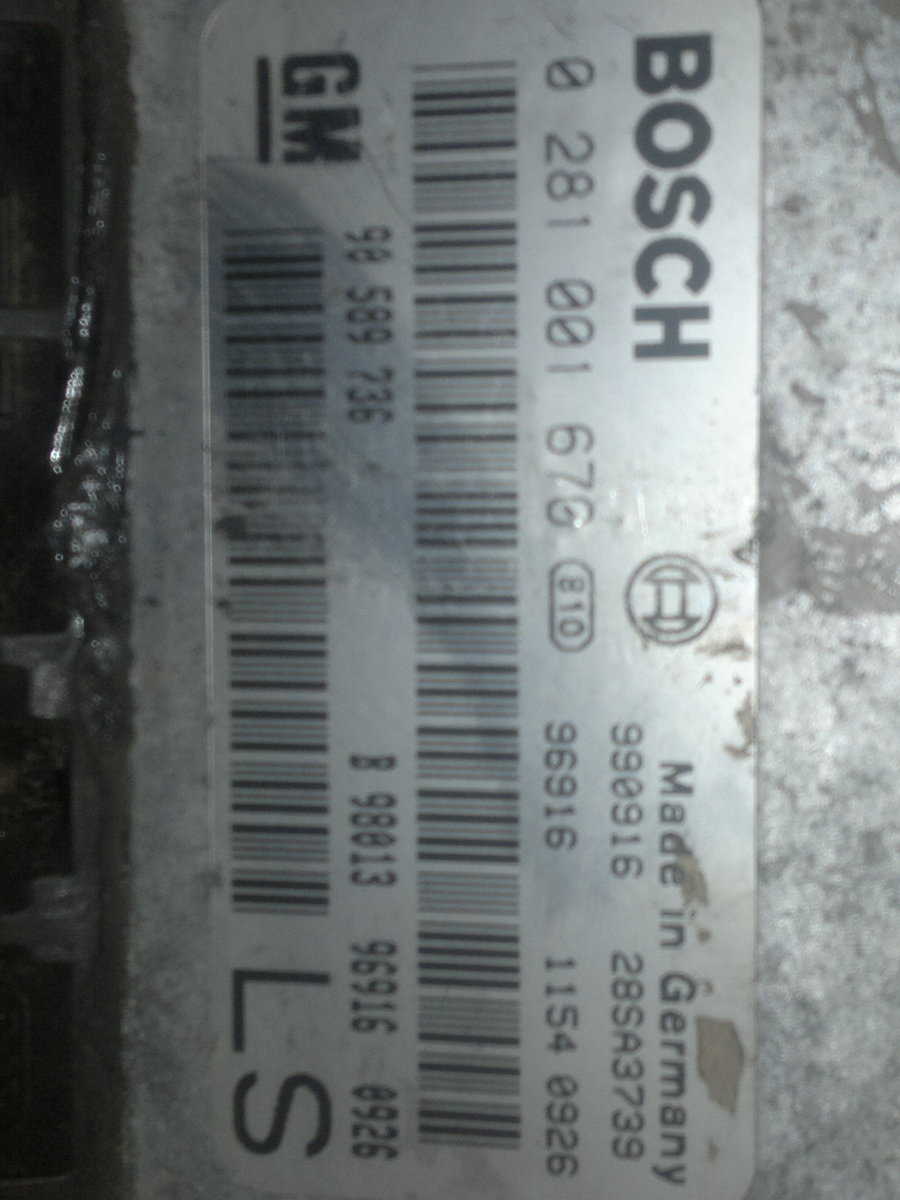 BOSCH
Made in Germany
990916 28SA3739
0 281 001 670 810 96916 11S4 0926
GM 90 589 736 B 98013 96916 0926
LS